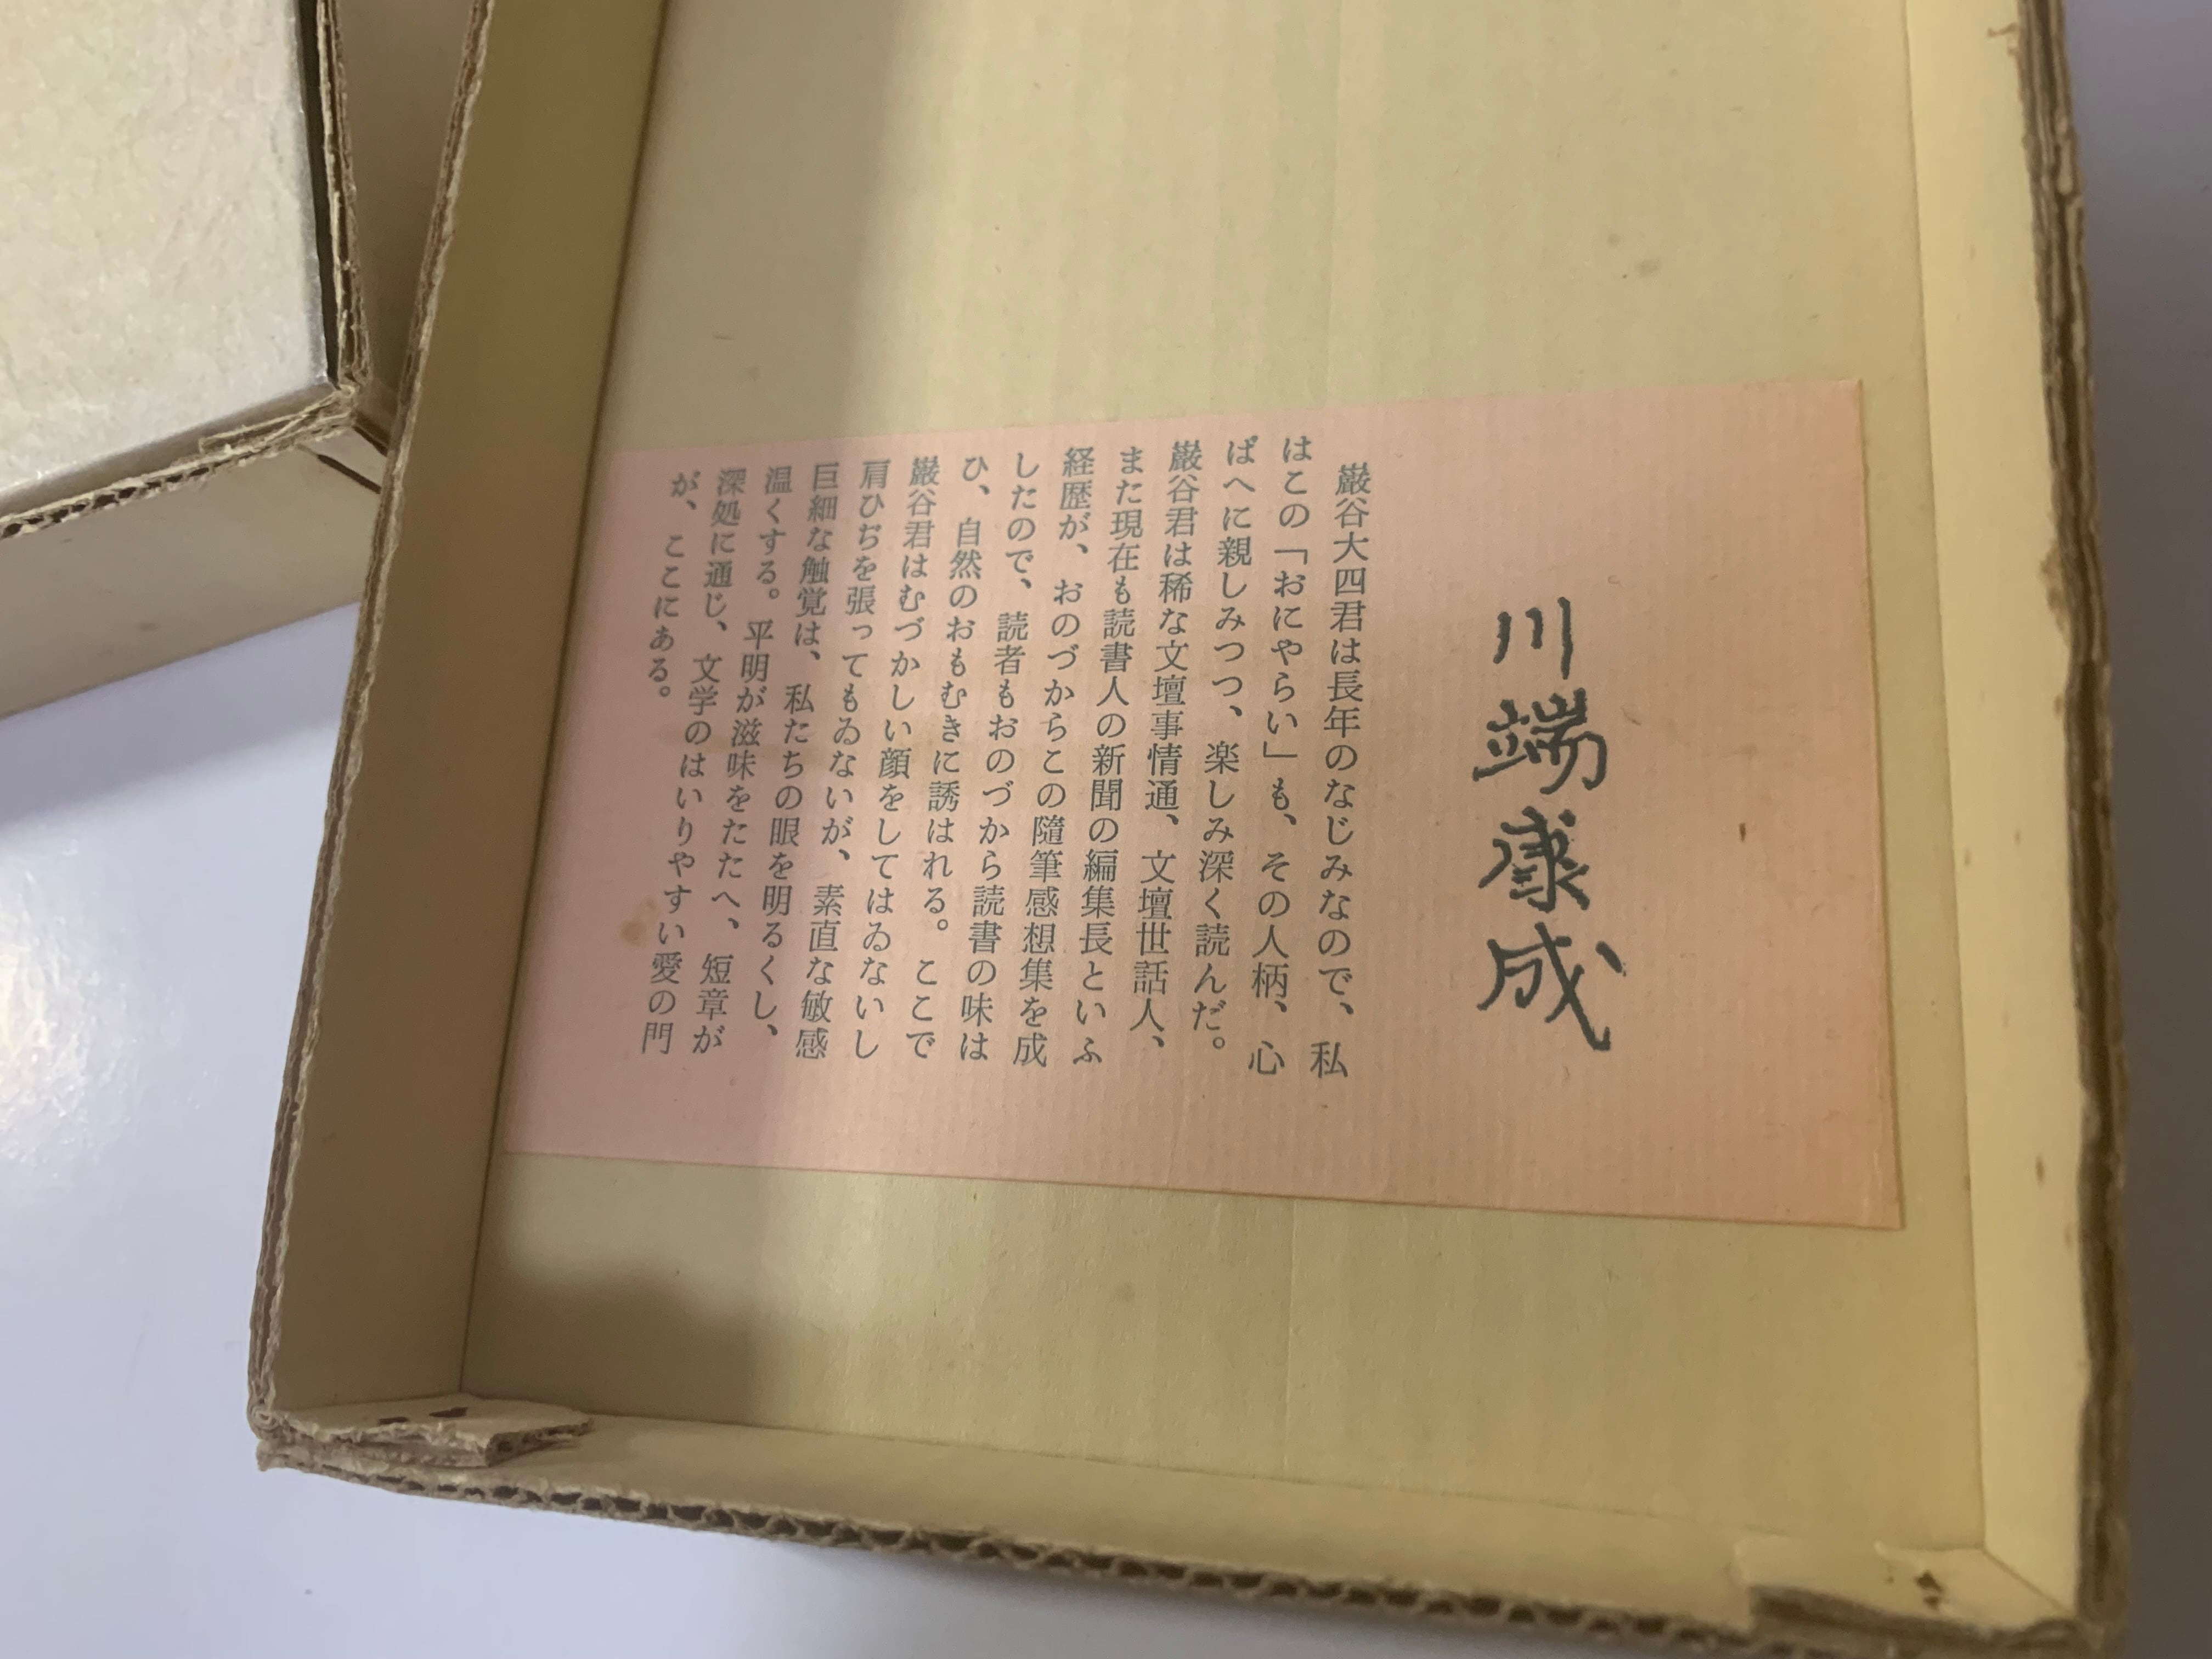 川端康成
巌谷大四君は長年のなじみなので、私
はこの「おにやらい」も、その人柄、心
ばへに親しみつつ、楽しみ深く読んだ。
巌谷君は稀な文壇事情通、文壇世話人、
また現在も読書人の新聞の編集長といふ
経歴が、おのづからこの随筆感想集を成
したので、読者もおのづから読書の味は
ひ、自然のおもむきに誘はれる。ここで
巌谷君はむづかしい顔をしてはゐないし
肩ひぢを張ってもゐないが、素直な敏感
巨細な触覚は、私たちの眼を明るくし、
温くする。平明が滋味をたたへ、短章が
深処に通じ、文学のはいりやすい愛の門
が、ここにある。